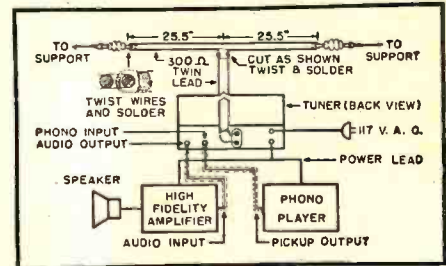 25.5" 25.5"
TO SUPPORT
TO SUPPORT
300 Ω TWIN LEAD
CUT AS SHOWN
TWIST & SOLDER
TWIST WIRES
AND SOLDER
TUNER (BACK VIEW)
PHONO INPUT
AUDIO OUTPUT
117 V. A.C.
POWER LEAD
SPEAKER
HIGH
FIDELITY
AMPLIFIER
PHONO
PLAYER
AUDIO INPUT
PICKUP OUTPUT